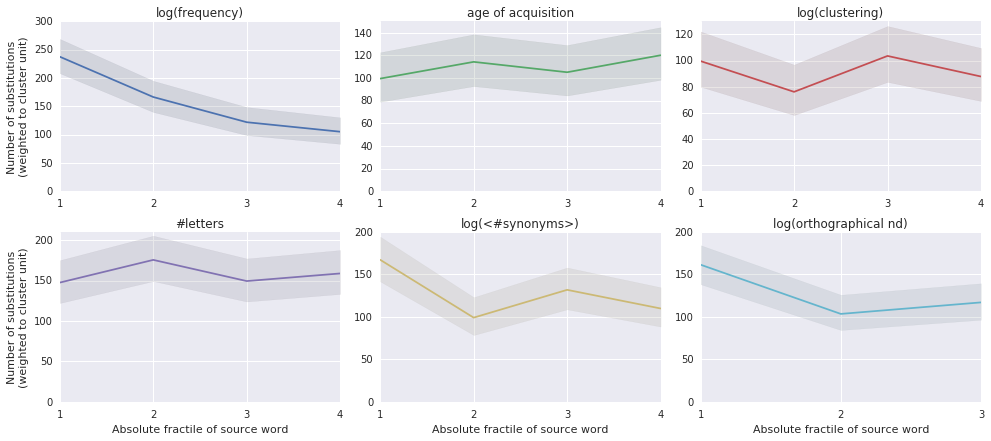 log(frequency)
age of acquisition
log(clustering)
Number of substitutions
(weighted to cluster unit)
300
250
200
150
100
50
0
1 2 3 4
140
120
100
80
60
40
20
0
1 2 3 4
120
100
80
60
40
20
0
1 2 3 4
#letters
log(<#synonyms>)
log(orthographical nd)
Number of substitutions
(weighted to cluster unit)
200
150
100
50
0
1 2 3 4
Absolute fractile of source word
200
150
100
50
0
1 2 3 4
Absolute fractile of source word
200
150
100
50
0
1 2 3
Absolute fractile of source word